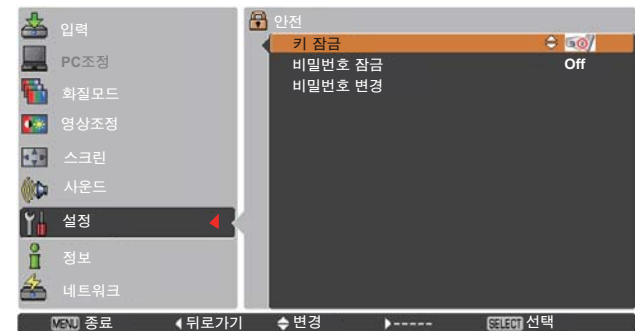 입력
PC조정
화질모드
영상조정
스크린
사운드
설정
정보
네트워크
안전
키 잠금
비밀번호 잠금 Off
비밀번호 변경
MENU 종료 뒤로가기 변경 ----- SELECT 선택